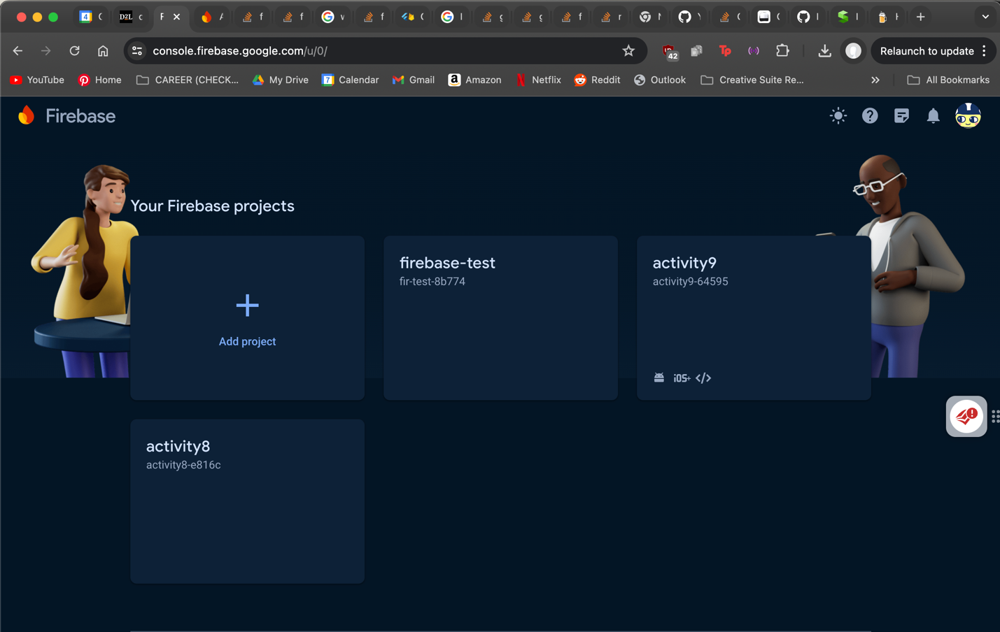 4
D2L
console.firebase.google.com/u/0/
42
Relaunch to update
YouTube
Home
CAREER (CHECK...
My Drive
7 Calendar
Gmail
Amazon
Netflix
Reddit
Outlook
Creative Suite Re...
All Bookmarks
Firebase
Your Firebase projects
Add project
firebase-test
fir-test-8b774
activity9
activity9-64595
iOS+ </>
activity8
activity8-e816c